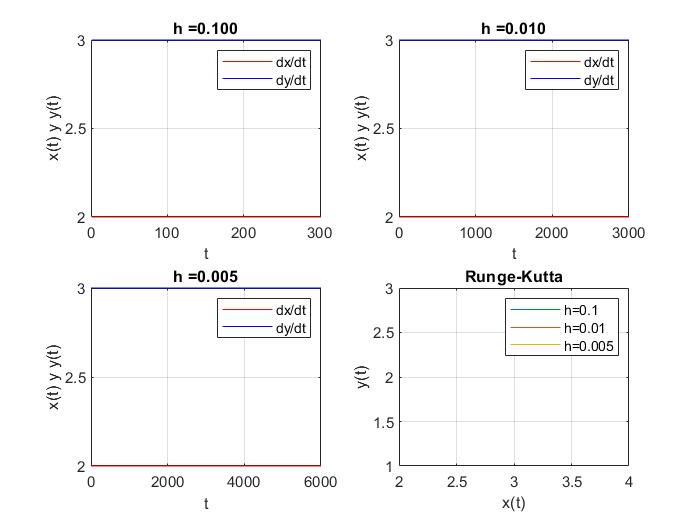 h =0.100
3
2.5
2
x(t) y y(t)
dx/dt
dy/dt
0
100
200
300
t
h =0.010
3
2.5
2
x(t) y y(t)
dx/dt
dy/dt
0
1000
2000
3000
t
h =0.005
3
2.5
2
x(t) y y(t)
dx/dt
dy/dt
0
2000
4000
6000
t
Runge-Kutta
3
2.5
2
1.5
1
y(t)
h=0.1
h=0.01
h=0.005
2
2.5
3
3.5
4
x(t)